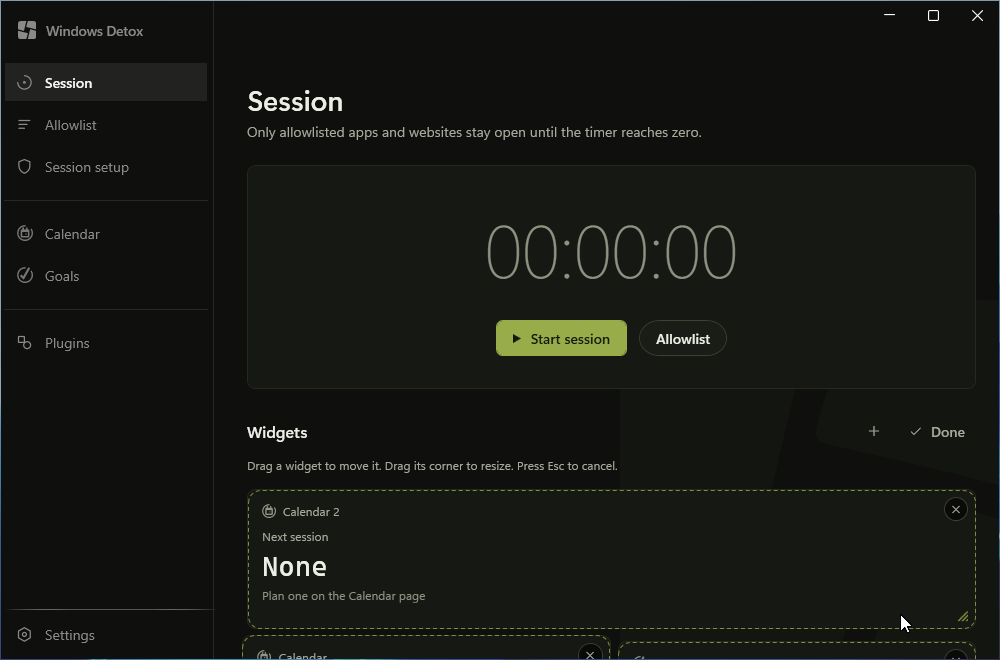 Windows Detox
Session
Allowlist
Session setup
Calendar
Goals
Plugins
Settings
Session
Only allowlisted apps and websites stay open until the timer reaches zero.
00:00:00
Start session
Allowlist
Widgets
Done
Drag a widget to move it. Drag its corner to resize. Press Esc to cancel.
Calendar 2
Next session
None
Plan one on the Calendar page
Calendar